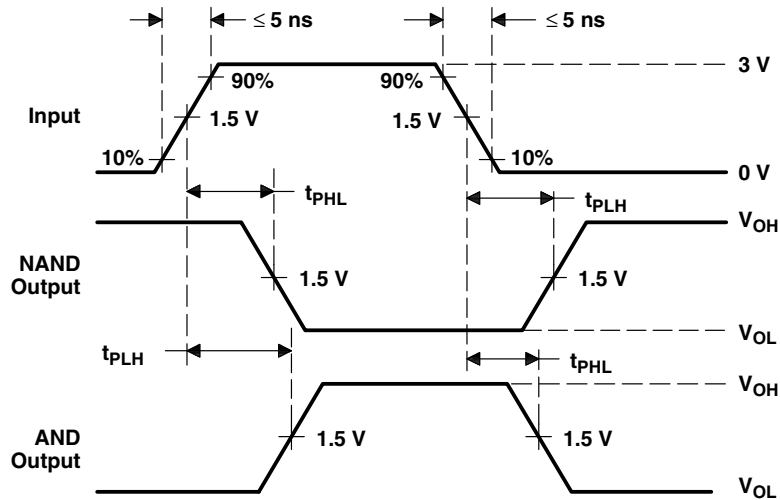 ≤ 5 ns ≤ 5 ns
3 V
90% 90%
Input 1.5 V 1.5 V
10% 10%
0 V
tPHL tPLH
VOH
NAND
Output
1.5 V 1.5 V
VOL
tPLH tPHL
VOH
AND
Output
1.5 V 1.5 V
VOL